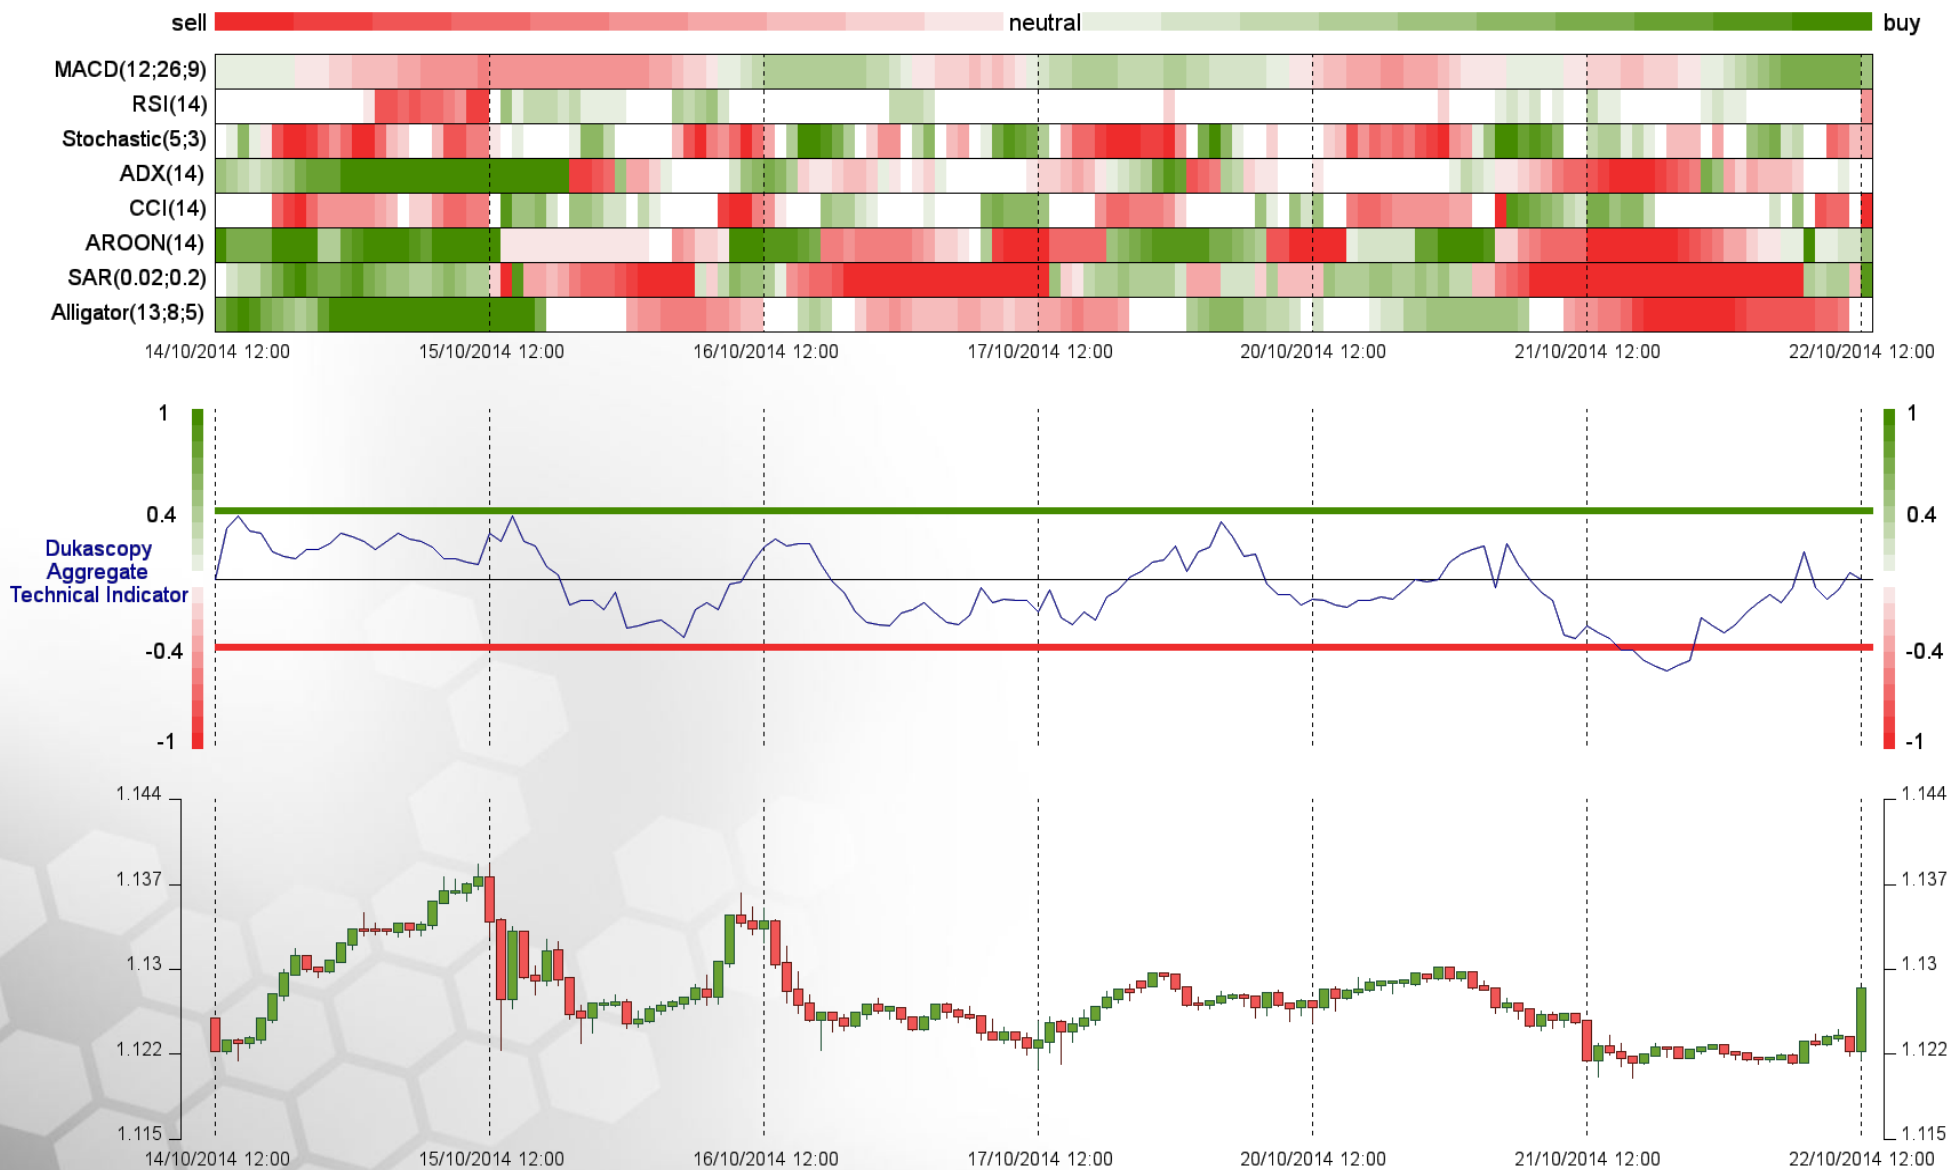 sell neutral buy
MACD(12;26;9)
RSI(14)
Stochastic(5;3)
ADX(14)
CCI(14)
AROON(14)
SAR(0.02;0.2)
Alligator(13;8;5)
14/10/2014 12:00 15/10/2014 12:00 16/10/2014 12:00 17/10/2014 12:00 20/10/2014 12:00 21/10/2014 12:00 22/10/2014 12:00
1 1
0.4 0.4
Dukascopy
Aggregate
Technical Indicator
-0.4 -0.4
-1 -1
1.144 1.144
1.137 1.137
1.13 1.13
1.122 1.122
1.115 1.115
14/10/2014 12:00 15/10/2014 12:00 16/10/2014 12:00 17/10/2014 12:00 20/10/2014 12:00 21/10/2014 12:00 22/10/2014 12:00